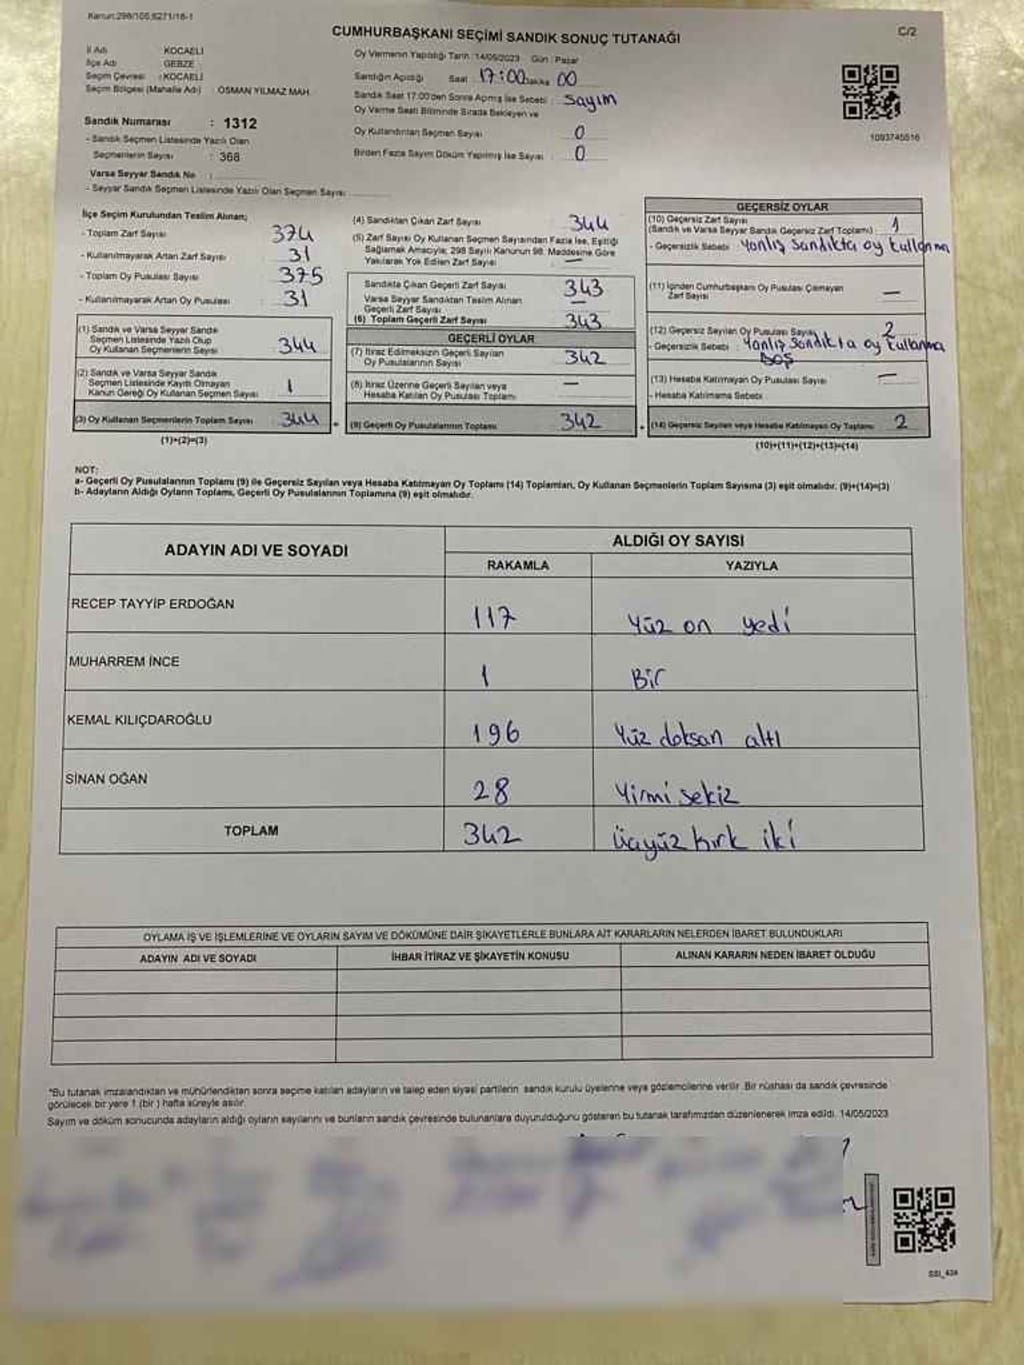 Kanun:298/105,6271/16-1
CUMHURBAŞKANI SEÇİMİ SANDIK SONUÇ TUTANAĞI
C/2
İl Adı : KOCAELİ
İlçe Adı : GEBZE
Seçim Çevresi : KOCAELİ
Seçim Bölgesi (Mahalle Adı) : OSMAN YILMAZ MAH.
Sandık Numarası : 1312
- Sandık Seçmen Listesinde Yazılı Olan
Seçmenlerin Sayısı : 368
Varsa Seyyar Sandık No :
- Seyyar Sandık Seçmen Listesinde Yazılı Olan Seçmen Sayısı
Oy Vermenin Yapıldığı Tarih : 14/05/2023 Gün : Pazar
Sandığın Açıldığı Saat : 17:00 Dakika 00
Sandık Saat 17:00'den Sonra Açılmış İse Sebebi : Sayım
Oy Verme Saati Bitiminde Sırada Bekleyen ve
Oy Kullandırılan Seçmen Sayısı : 0
Birden Fazla Sayım Döküm Yapılmış İse Sayısı : 0
1093745516
İlçe Seçim Kurulundan Teslim Alınan;
- Toplam Zarf Sayısı 374
- Kullanılmayarak Artan Zarf Sayısı 31
- Toplam Oy Pusulası Sayısı 375
- Kullanılmayarak Artan Oy Pusulası 31
(1) Sandık ve Varsa Seyyar Sandık
Seçmen Listesinde Yazılı Olup
Oy Kullanan Seçmenlerin Sayısı 344
(2) Sandık ve Varsa Seyyar Sandık
Seçmen Listesinde Kayıtlı Olmayan
Kanun Gereği Oy Kullanan Seçmen Sayısı 1
(3) Oy Kullanan Seçmenlerin Toplam Sayısı 344
(1)+(2)=(3)
(4) Sandıktan Çıkan Zarf Sayısı 344
(5) Zarf Sayısı Oy Kullanan Seçmen Sayısından Fazla İse, Eşitliği
Sağlamak Amacıyla; 298 Sayılı Kanunun 98. Maddesine Göre
Yakılarak Yok Edilen Zarf Sayısı —
Sandıkta Çıkan Geçerli Zarf Sayısı 343
Varsa Seyyar Sandıktan Teslim Alınan
Geçerli Zarf Sayısı —
(6) Toplam Geçerli Zarf Sayısı 343
GEÇERLİ OYLAR
(7) İtiraz Edilmeksizin Geçerli Sayılan
Oy Pusulalarının Sayısı 342
(8) İtiraz Üzerine Geçerli Sayılan veya
Hesaba Katılan Oy Pusulası Toplamı —
(9) Geçerli Oy Pusulalarının Toplamı 342
GEÇERSİZ OYLAR
(10) Geçersiz Zarf Sayısı
(Sandık ve Varsa Seyyar Sandık Geçersiz Zarf Toplamı) 1
- Geçersizlik Sebebi : Yanlış Sandıkta oy kullanma
(11) İçinden Cumhurbaşkanı Oy Pusulası Çıkmayan
Zarf Sayısı —
(12) Geçersiz Sayılan Oy Pusulası Sayısı 2
- Geçersizlik Sebebi : Yanlış Sandıkta oy kullanma
Boş
(13) Hesaba Katılmayan Oy Pusulası Sayısı —
- Hesaba Katılmama Sebebi
(14) Geçersiz Sayılan veya Hesaba Katılmayan Oy Toplamı 2
(10)+(11)+(12)+(13)=(14)
NOT:
a- Geçerli Oy Pusulalarının Toplamı (9) ile Geçersiz Sayılan veya Hesaba Katılmayan Oy Toplamı (14) Toplamları, Oy Kullanan Seçmenlerin Toplam Sayısına (3) eşit olmalıdır. (9)+(14)=(3)
b- Adayların Aldığı Oyların Toplamı, Geçerli Oy Pusulalarının Toplamına (9) eşit olmalıdır.
ADAYIN ADI VE SOYADI
ALDIĞI OY SAYISI
RAKAMLA YAZIYLA
RECEP TAYYİP ERDOĞAN 117 Yüz on yedi
MUHARREM İNCE 1 Bir
KEMAL KILIÇDAROĞLU 196 Yüz doksan altı
SİNAN OĞAN 28 Yirmi sekiz
TOPLAM 342 Üçyüz kırk iki
OYLAMA İŞ VE İŞLEMLERİNE VE OYLARIN SAYIM VE DÖKÜMÜNE DAİR ŞİKAYETLERLE BUNLARA AİT KARARLARIN NELERDEN İBARET BULUNDUKLARI
ADAYIN ADI VE SOYADI İHBAR İTİRAZ VE ŞİKAYETİN KONUSU ALINAN KARARIN NEDEN İBARET OLDUĞU
*Bu tutanak imzalandıktan ve mühürlendikten sonra seçime katılan adayların ve talep eden siyasi partilerin sandık kurulu üyelerine veya gözlemcilerine verilir. Bir nüshası da sandık çevresinde
görülecek bir yere 1 (bir) hafta süreyle asılır.
Sayım ve döküm sonucunda adayların aldığı oyların sayılarını ve bunların sandık çevresinde bulunanlara duyurulduğunu gösteren bu tutanak tarafımızdan düzenlenerek imza edildi. 14/05/2023